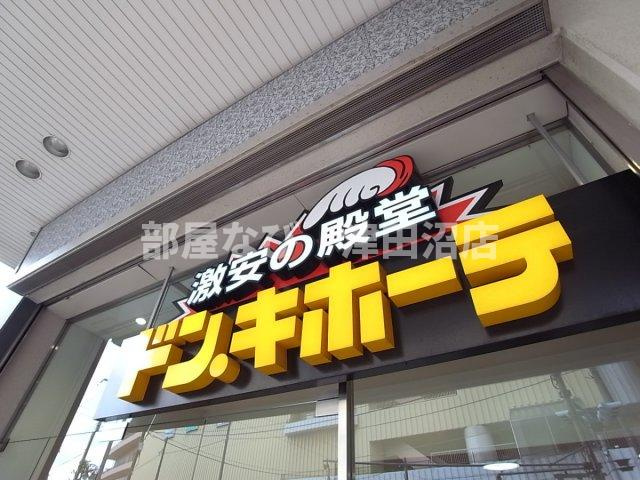 激安の殿堂
ドン.キホーテ
部屋なび 津田沼店